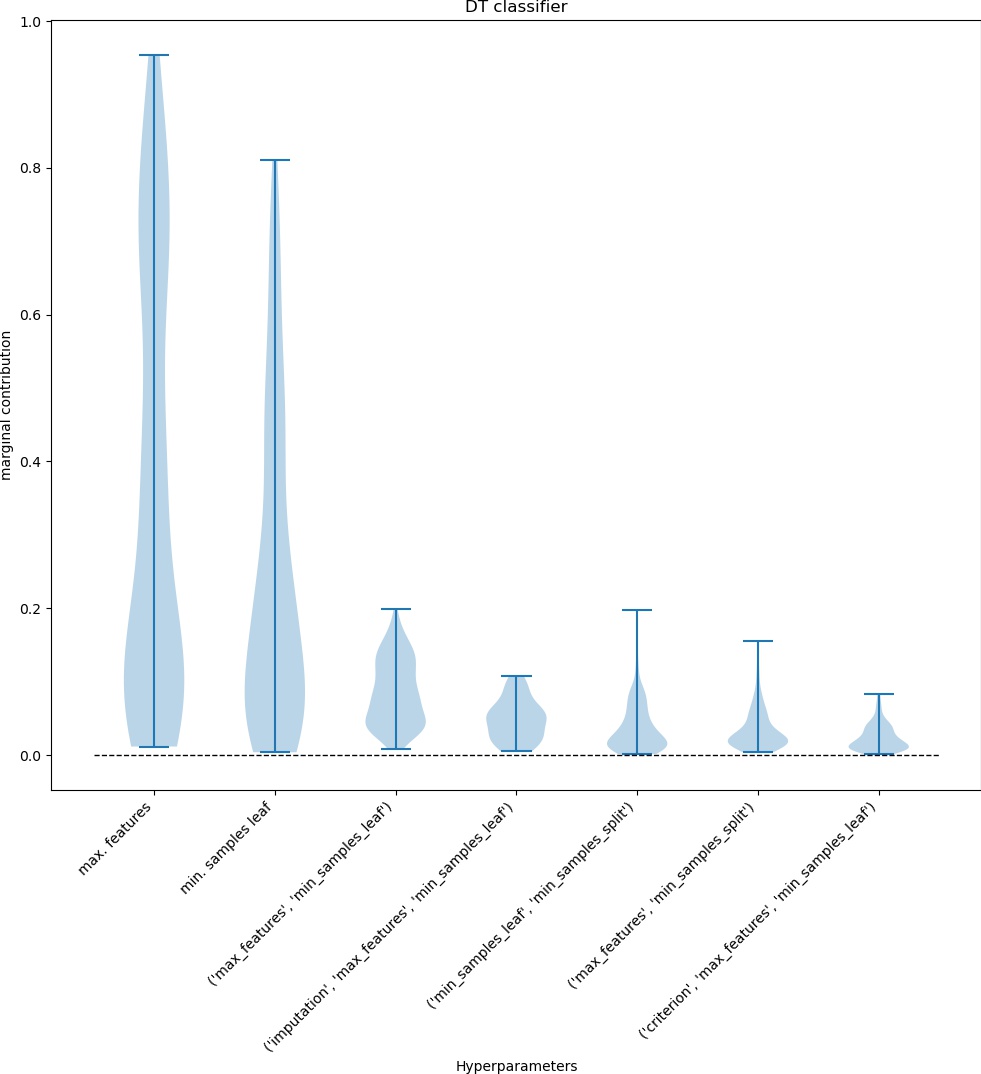 DT classifier
1.0
0.8
0.6
0.4
0.2
0.0
marginal contribution
max. features
min. samples leaf
('max_features', 'min_samples_leaf')
('imputation', 'max_features', 'min_samples_leaf')
('min_samples_leaf', 'min_samples_split')
('max_features', 'min_samples_split')
('criterion', 'max_features', 'min_samples_leaf')
Hyperparameters